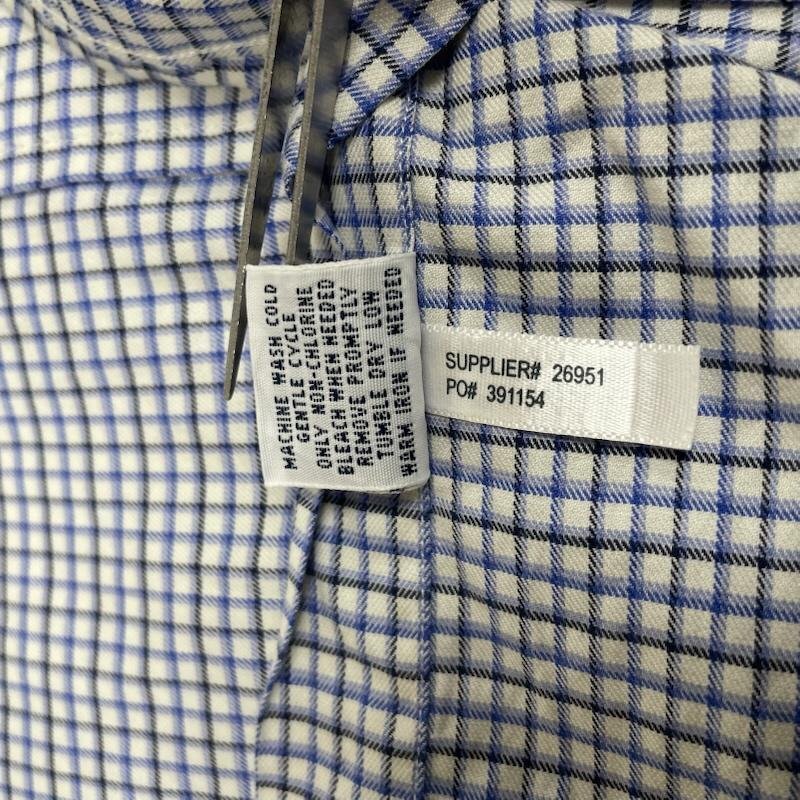 MACHINE WASH COLD
GENTLE CYCLE
ONLY NON-CHLORINE
BLEACH WHEN NEEDED
REMOVE PROMPTLY
TUMBLE DRY LOW
WARM IRON IF NEEDED
SUPPLIER# 26951
PO# 391154